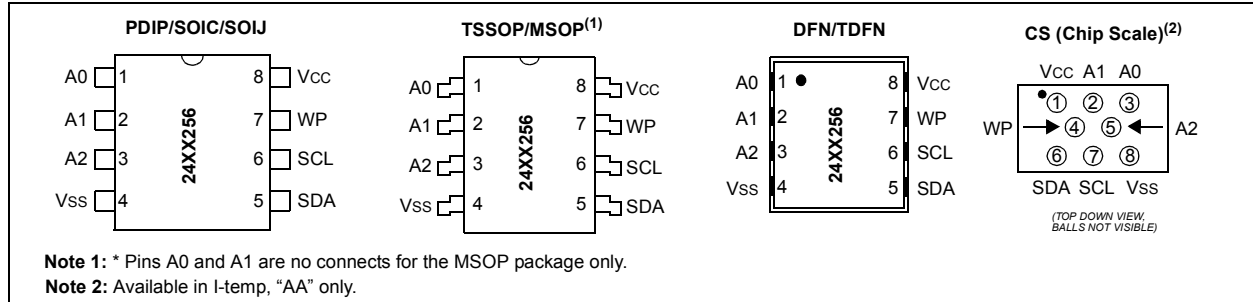 PDIP/SOIC/SOIJ
A0 1 8 VCC
A1 2 7 WP
A2 3 6 SCL
VSS 4 5 SDA
24XX256
TSSOP/MSOP(1)
A0 1 8 VCC
A1 2 7 WP
A2 3 6 SCL
VSS 4 5 SDA
24XX256
DFN/TDFN
A0 1 8 VCC
A1 2 7 WP
A2 3 6 SCL
VSS 4 5 SDA
24XX256
CS (Chip Scale)(2)
VCC A1 A0
1 2 3
WP 4 5 A2
6 7 8
SDA SCL VSS
(TOP DOWN VIEW,
BALLS NOT VISIBLE)
Note 1: * Pins A0 and A1 are no connects for the MSOP package only.
Note 2: Available in I-temp, “AA” only.